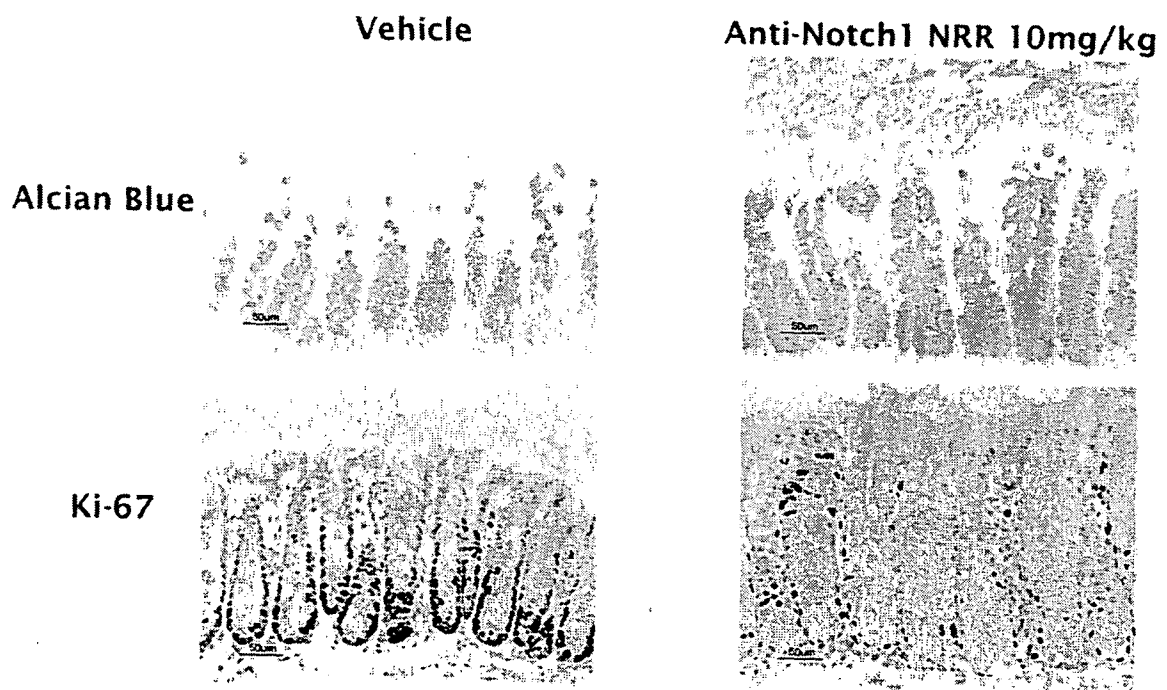 Vehicle
Anti-Notch1 NRR 10mg/kg
Alcian Blue
50um
50um
Ki-67
50um
50um